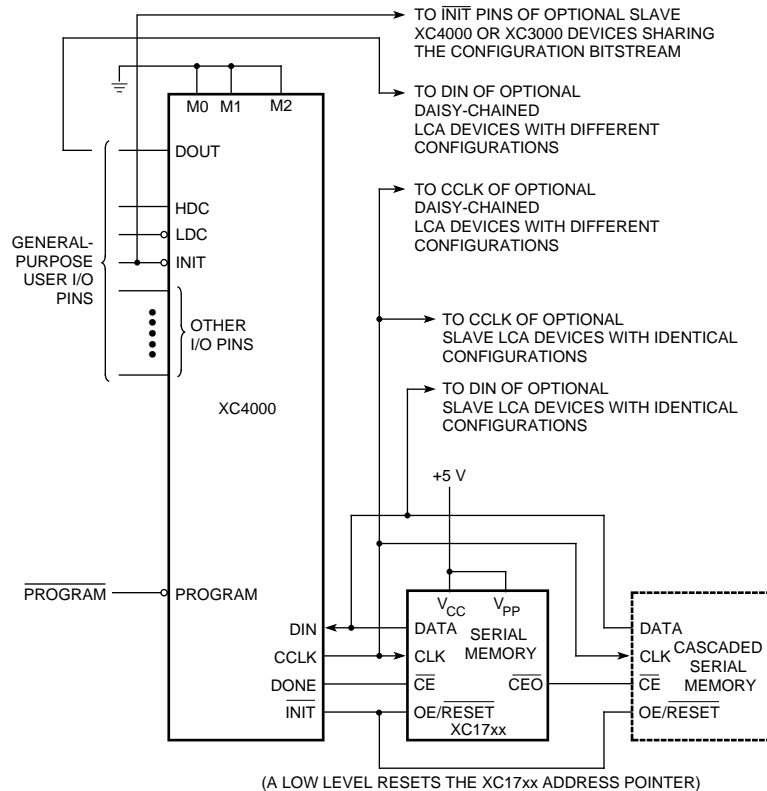 TO INIT PINS OF OPTIONAL SLAVE
XC4000 OR XC3000 DEVICES SHARING
THE CONFIGURATION BITSTREAM
M0 M1 M2
TO DIN OF OPTIONAL
DAISY-CHAINED
LCA DEVICES WITH DIFFERENT
CONFIGURATIONS
DOUT
HDC
LDC
INIT
GENERAL-
PURPOSE
USER I/O
PINS
OTHER
I/O PINS
TO CCLK OF OPTIONAL
DAISY-CHAINED
LCA DEVICES WITH DIFFERENT
CONFIGURATIONS
TO CCLK OF OPTIONAL
SLAVE LCA DEVICES WITH IDENTICAL
CONFIGURATIONS
XC4000
TO DIN OF OPTIONAL
SLAVE LCA DEVICES WITH IDENTICAL
CONFIGURATIONS
+5 V
PROGRAM
PROGRAM
DIN
CCLK
DONE
INIT
VCC VPP
DATA
CLK
CE
OE/RESET
SERIAL
MEMORY
CEO
XC17xx
DATA
CLK
CE
OE/RESET
CASCADED
SERIAL
MEMORY
(A LOW LEVEL RESETS THE XC17xx ADDRESS POINTER)